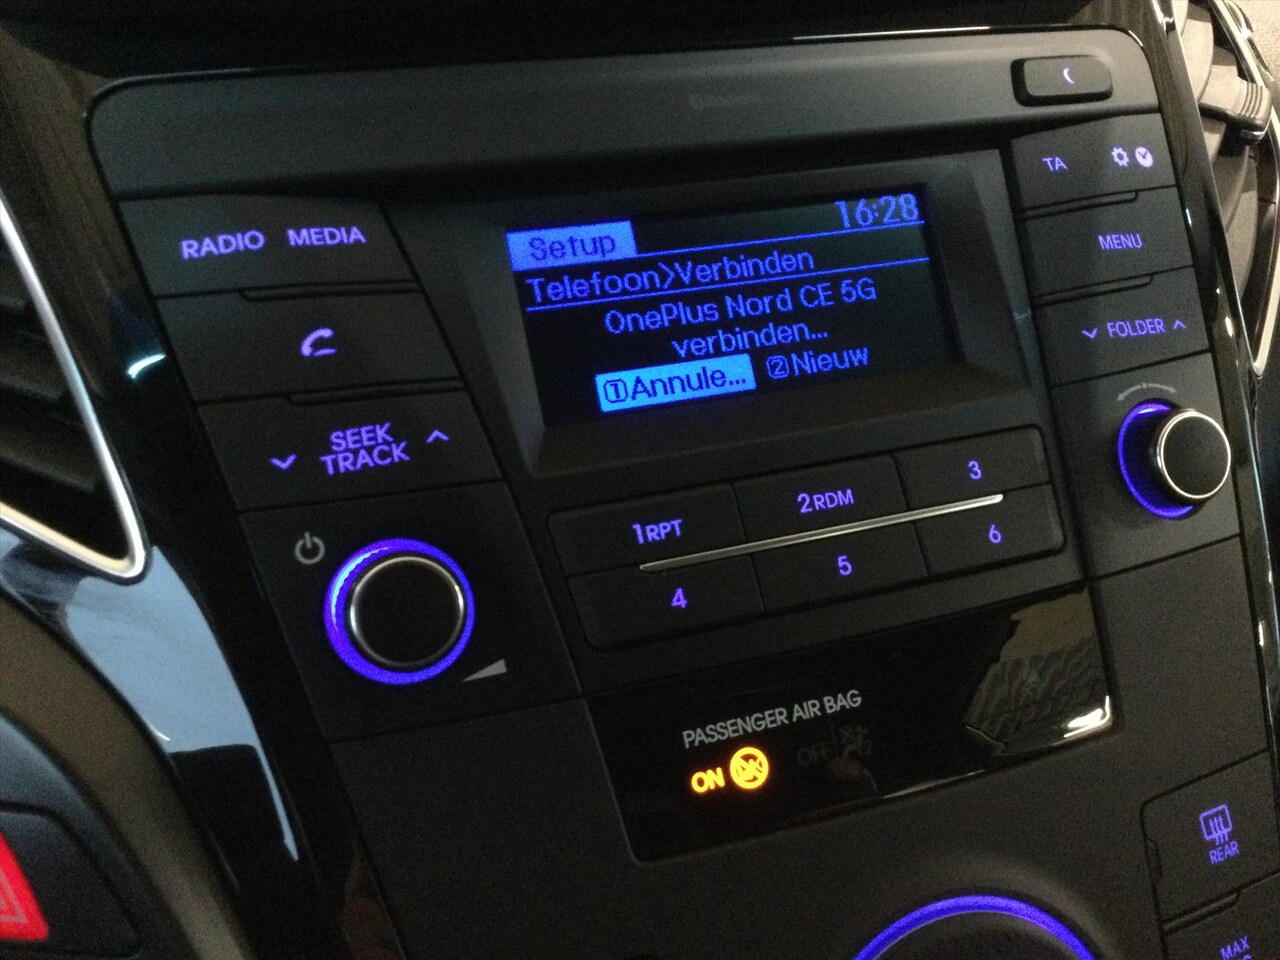 TA
RADIO MEDIA
Setup 16:28
Telefoon>Verbinden
OnePlus Nord CE 5G
verbinden...
1Annule... 2Nieuw
MENU
FOLDER
SEEK
TRACK
1RPT 2RDM 3
4 5 6
PASSENGER AIR BAG
ON OFF
REAR
MAX